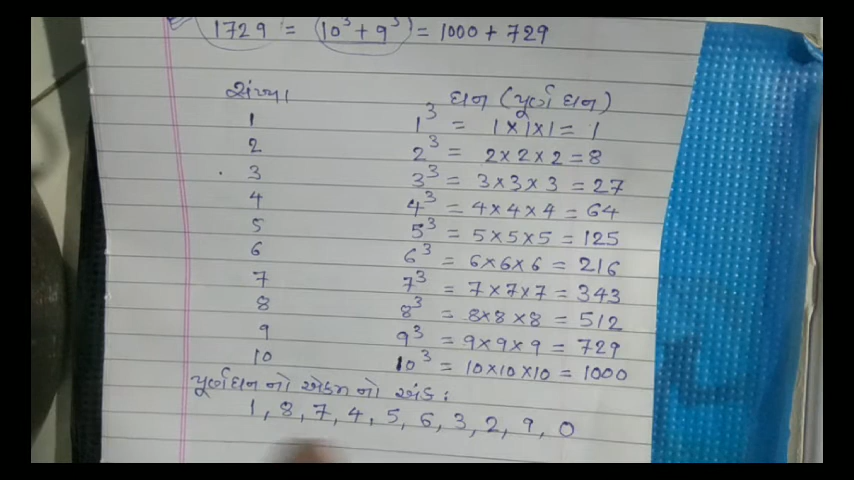 1729 = (10³ + 9³) = 1000 + 729
સંખ્યા ઘન (પૂર્ણ ઘન)
1 1³ = 1×1×1 = 1
2 2³ = 2×2×2 = 8
3 3³ = 3×3×3 = 27
4 4³ = 4×4×4 = 64
5 5³ = 5×5×5 = 125
6 6³ = 6×6×6 = 216
7 7³ = 7×7×7 = 343
8 8³ = 8×8×8 = 512
9 9³ = 9×9×9 = 729
10 10³ = 10×10×10 = 1000
પૂર્ણઘન નો એકમ નો અંક :
1, 8, 7, 4, 5, 6, 3, 2, 9, 0